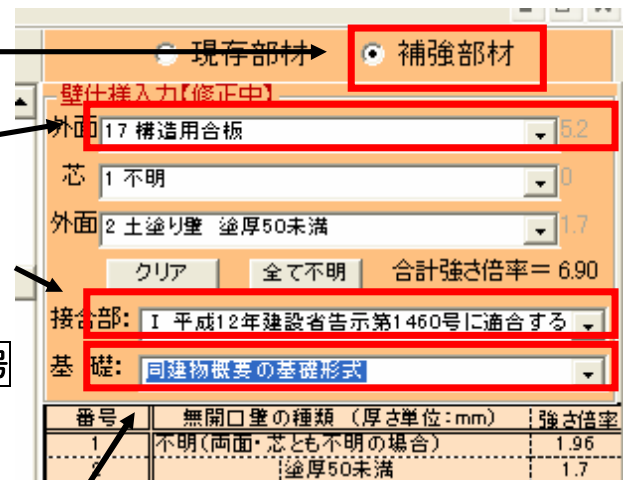 現存部材 補強部材
壁仕様入力【修正中】
外面 17 構造用合板 5.2
芯 1 不明 0
外面 2 土塗り壁 塗厚50未満 1.7
クリア 全て不明 合計強さ倍率＝ 6.90
接合部: I 平成12年建設省告示第1460号に適合する
基 礎: 同建物概要の基礎形式
番号 無開口壁の種類 (厚さ単位:mm) 強さ倍率
1 不明(両面・芯とも不明の場合) 1.96
2 塗厚50未満 1.7